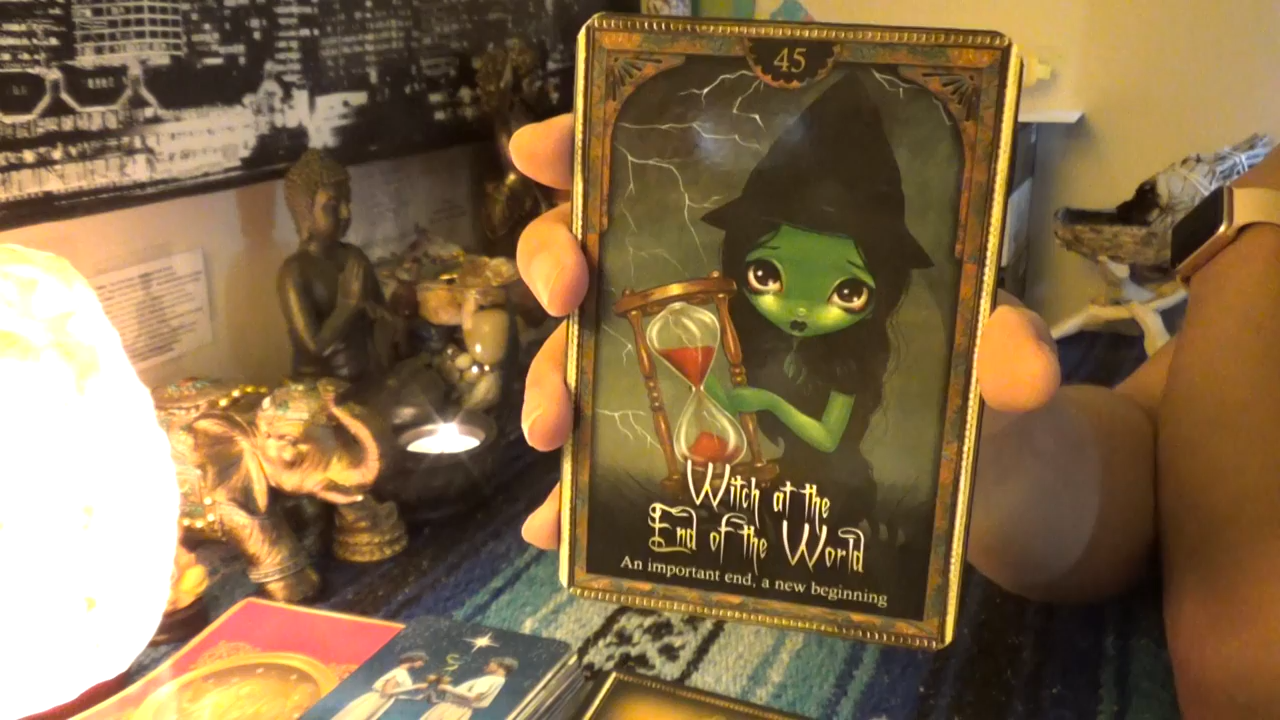 45
Witch at the
End of the World
An important end, a new beginning